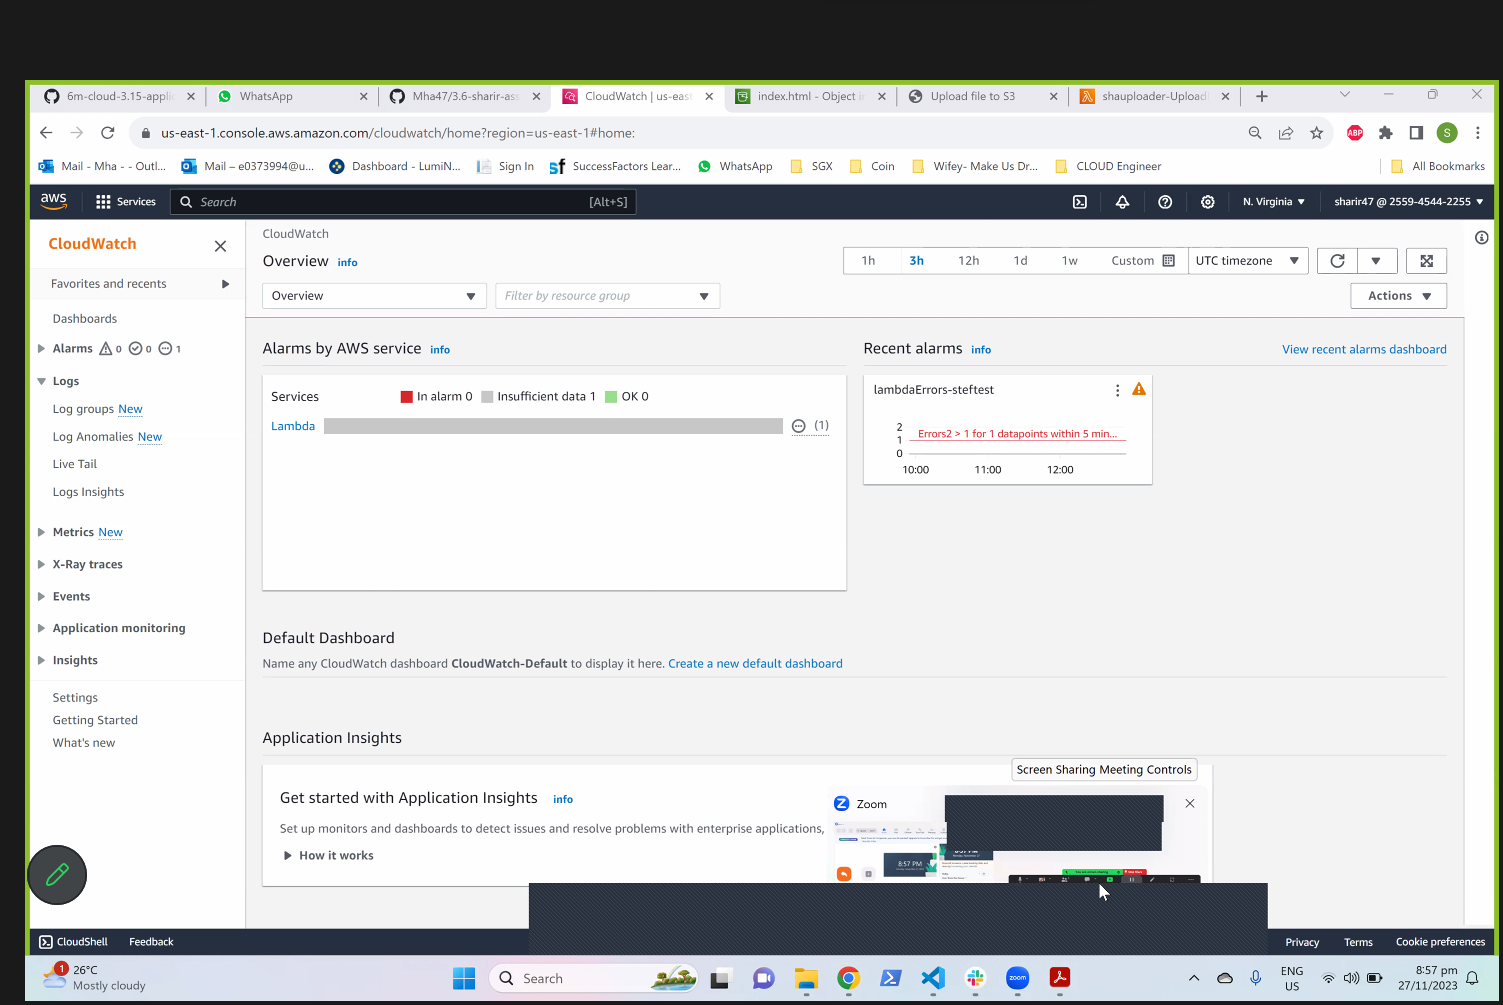 6m-cloud-3.15-appli
WhatsApp
Mha47/3.6-sharir-ass
CloudWatch | us-east
index.html - Object in
Upload file to S3
shauploader-Upload
us-east-1.console.aws.amazon.com/cloudwatch/home?region=us-east-1#home:
ABP
S
Mail - Mha - - Outl...
Mail – e0373994@u...
Dashboard - LumiN...
Sign In
SuccessFactors Lear...
WhatsApp
SGX
Coin
Wifey- Make Us Dr...
CLOUD Engineer
All Bookmarks
aws
Services
Search
[Alt+S]
N. Virginia
sharir47 @ 2559-4544-2255
CloudWatch
Favorites and recents
Dashboards
Alarms 0 0 1
Logs
Log groups New
Log Anomalies New
Live Tail
Logs Insights
Metrics New
X-Ray traces
Events
Application monitoring
Insights
Settings
Getting Started
What's new
CloudWatch
Overview info
1h 3h 12h 1d 1w Custom UTC timezone
Overview
Filter by resource group
Actions
Alarms by AWS service info
Services
In alarm 0 Insufficient data 1 OK 0
Lambda (1)
Recent alarms info
View recent alarms dashboard
lambdaErrors-steftest
2
Errors2 > 1 for 1 datapoints within 5 min...
1
0
10:00 11:00 12:00
Default Dashboard
Name any CloudWatch dashboard CloudWatch-Default to display it here. Create a new default dashboard
Application Insights
Screen Sharing Meeting Controls
Get started with Application Insights info
Set up monitors and dashboards to detect issues and resolve problems with enterprise applications,
How it works
Zoom
8:57 PM
CloudShell
Feedback
Privacy
Terms
Cookie preferences
1
26°C
Mostly cloudy
Search
zoom
ENG
US
8:57 pm
27/11/2023